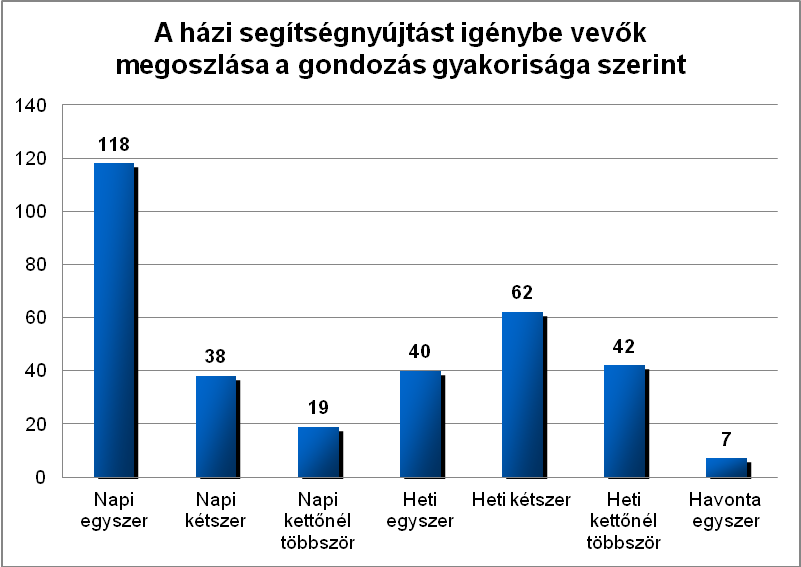 A házi segítségnyújtást igénybe vevők
megoszlása a gondozás gyakorisága szerint
140
120
100
80
60
40
20
0
118
38
19
40
62
42
7
Napi
egyszer
Napi
kétszer
Napi
kettőnél
többször
Heti
egyszer
Heti kétszer
Heti
kettőnél
többször
Havonta
egyszer